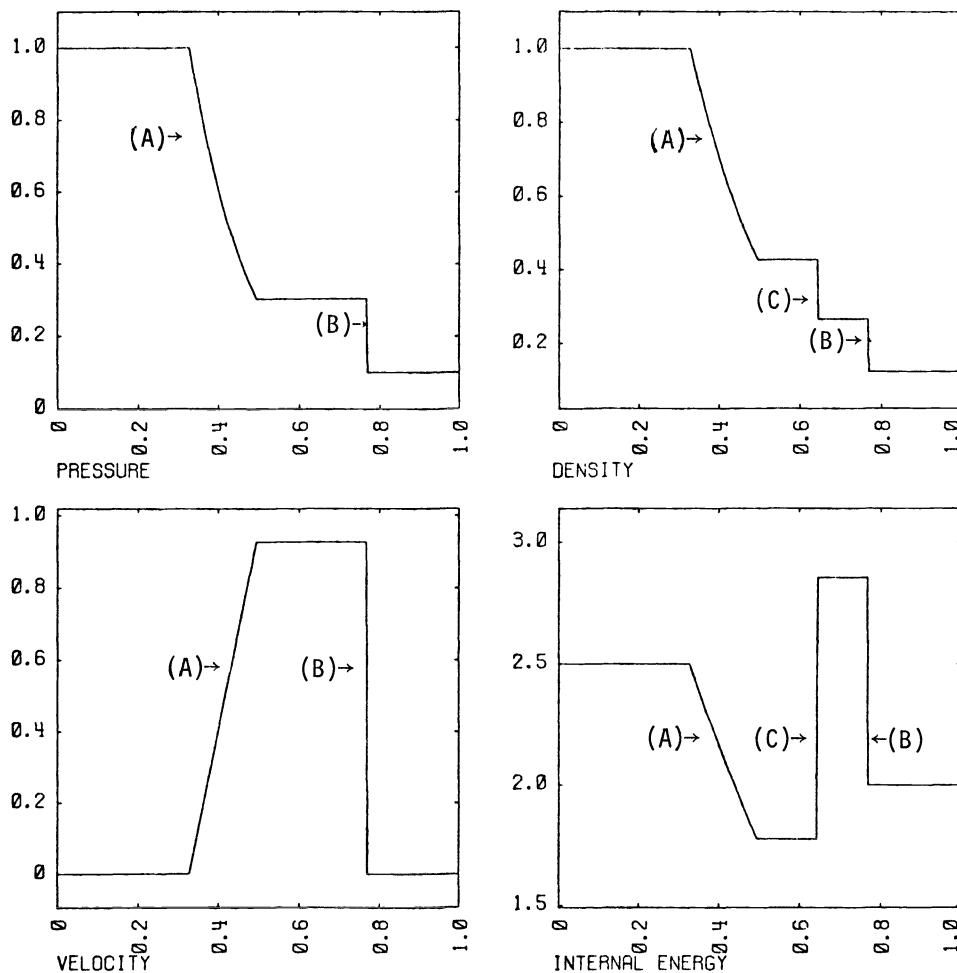 1.0
0.8
0.6
0.4
0.2
0
(A)→
(B)→
0 0.2 0.4 0.6 0.8 1.0
PRESSURE
1.0
0.8
0.6
0.4
0.2
(A)→
(C)→
(B)→
0 0.2 0.4 0.6 0.8 1.0
DENSITY
1.0
0.8
0.6
0.4
0.2
0
(A)→
(B)→
0 0.2 0.4 0.6 0.8 1.0
VELOCITY
3.0
2.5
2.0
1.5
(A)→
(C)→
←(B)
0 0.2 0.4 0.6 0.8 1.0
INTERNAL ENERGY